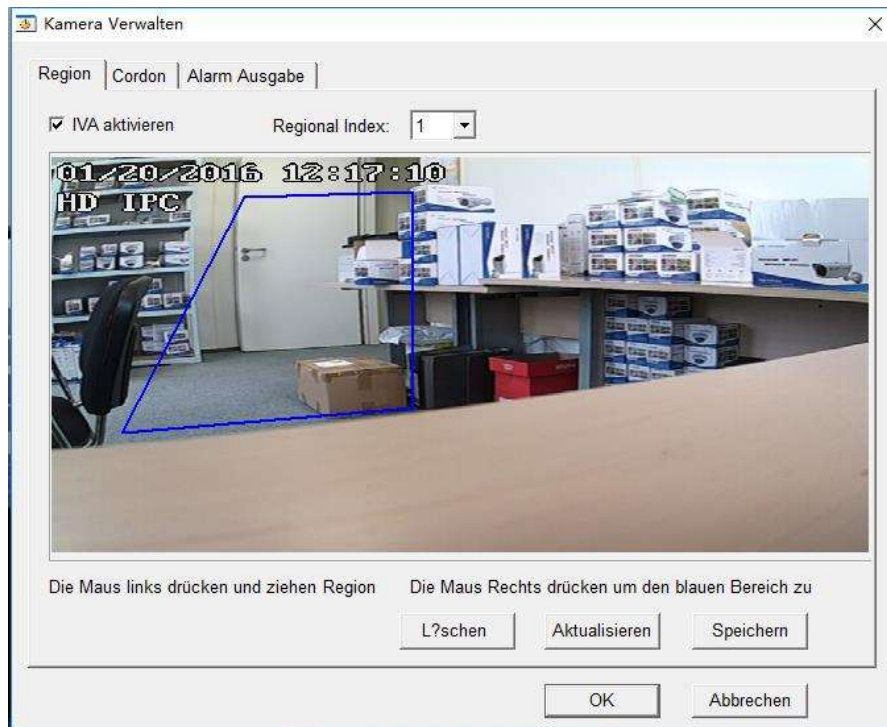 Kamera Verwalten
Region
Cordon
Alarm Ausgabe
IVA aktivieren
Regional Index:
1
01/20/2016 12:17:10
HD IPC
Die Maus links drücken und ziehen Region
Die Maus Rechts drücken um den blauen Bereich zu
L?schen
Aktualisieren
Speichern
OK
Abbrechen